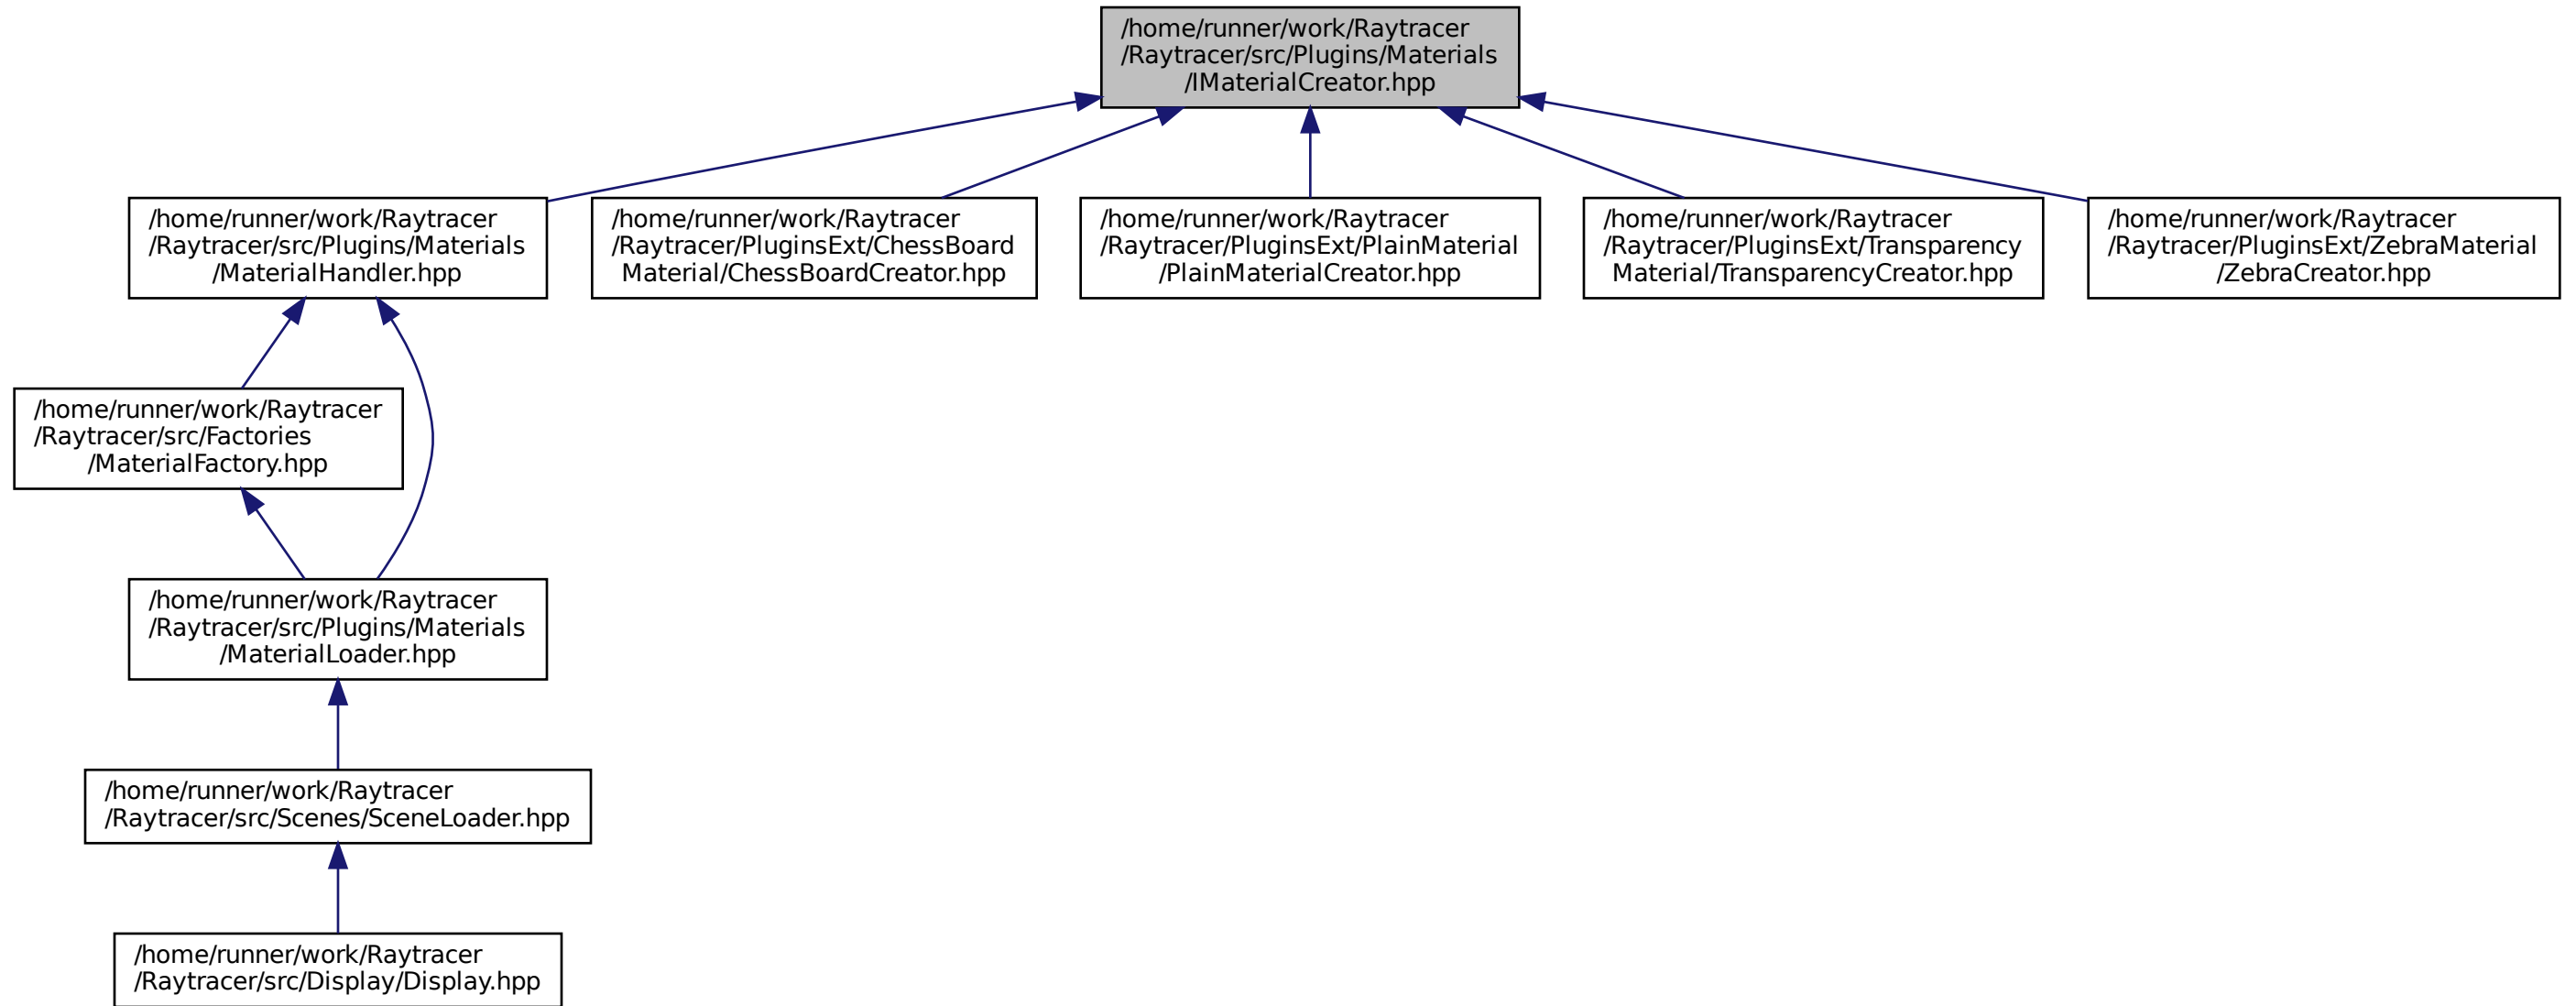 /home/runner/work/Raytracer
/Raytracer/src/Plugins/Materials
/IMaterialCreator.hpp
/home/runner/work/Raytracer
/Raytracer/src/Plugins/Materials
/MaterialHandler.hpp
/home/runner/work/Raytracer
/Raytracer/PluginsExt/ChessBoard
Material/ChessBoardCreator.hpp
/home/runner/work/Raytracer
/Raytracer/PluginsExt/PlainMaterial
/PlainMaterialCreator.hpp
/home/runner/work/Raytracer
/Raytracer/PluginsExt/Transparency
Material/TransparencyCreator.hpp
/home/runner/work/Raytracer
/Raytracer/PluginsExt/ZebraMaterial
/ZebraCreator.hpp
/home/runner/work/Raytracer
/Raytracer/src/Factories
/MaterialFactory.hpp
/home/runner/work/Raytracer
/Raytracer/src/Plugins/Materials
/MaterialLoader.hpp
/home/runner/work/Raytracer
/Raytracer/src/Scenes/SceneLoader.hpp
/home/runner/work/Raytracer
/Raytracer/src/Display/Display.hpp